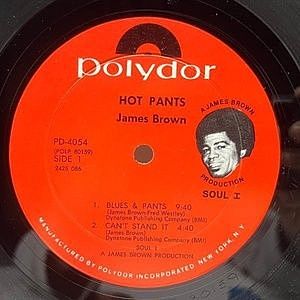 polydor
HOT PANTS
James Brown
PD-4054
SIDE 1
2425 086
A JAMES BROWN
PRODUCTION
SOUL I
1. BLUES & PANTS 9:40
(James Brown-Fred Wesley)
Dynatone Publishing Company (BMI)
2. CAN'T STAND IT 4:40
(James Brown)
Dynatone Publishing Company (BMI)
SOUL I
A JAMES BROWN PRODUCTION
MANUFACTURED BY POLYDOR INCORPORATED NEW YORK, N.Y.